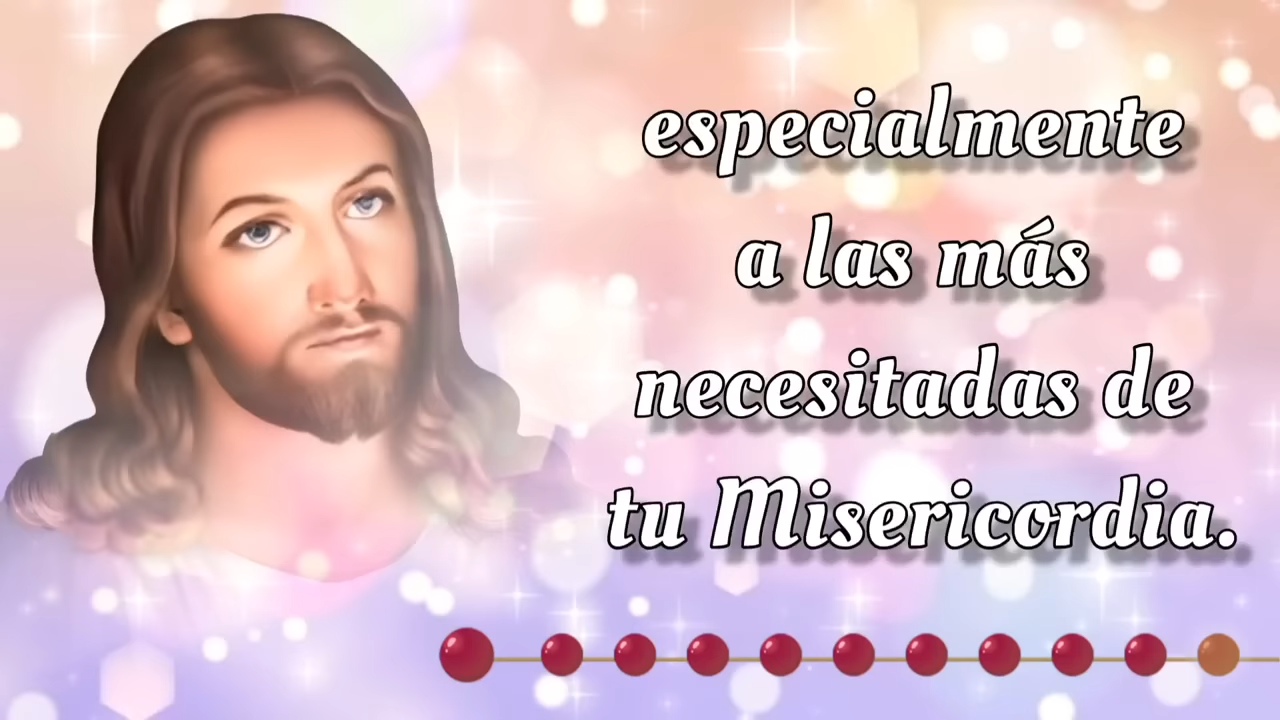 especialmente
a las más
necesitadas de
tu Misericordia.